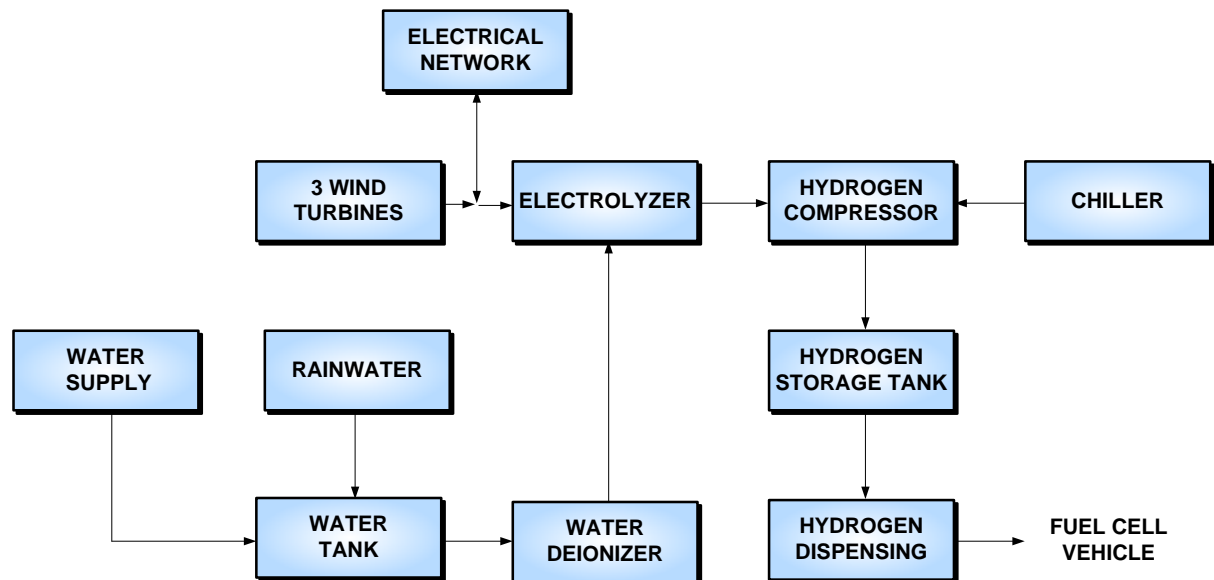 ELECTRICAL
NETWORK
3 WIND
TURBINES
ELECTROLYZER
HYDROGEN
COMPRESSOR
CHILLER
WATER
SUPPLY
RAINWATER
HYDROGEN
STORAGE TANK
WATER
TANK
WATER
DEIONIZER
HYDROGEN
DISPENSING
FUEL CELL
VEHICLE